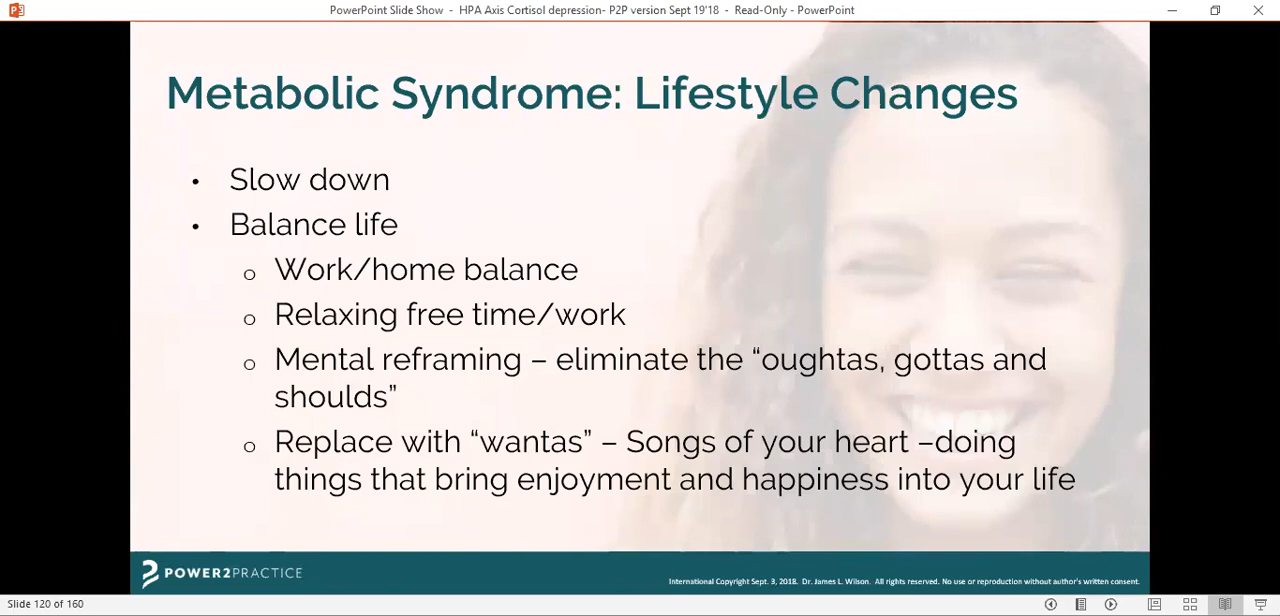 PowerPoint Slide Show - HPA Axis Cortisol depression- P2P version Sept 19'18 - Read-Only - PowerPoint
Metabolic Syndrome: Lifestyle Changes
• Slow down
• Balance life
o Work/home balance
o Relaxing free time/work
o Mental reframing – eliminate the “oughtas, gottas and
shoulds”
o Replace with “wantas” – Songs of your heart –doing
things that bring enjoyment and happiness into your life
POWER2PRACTICE
International Copyright Sept. 3, 2018. Dr. James L. Wilson. All rights reserved. No use or reproduction without author's written consent.
Slide 120 of 160